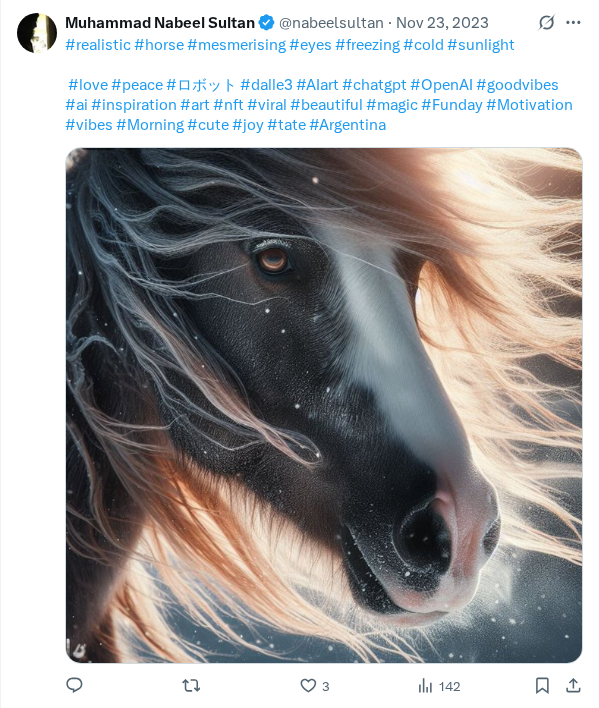 Muhammad Nabeel Sultan @nabeelsultan · Nov 23, 2023
#realistic #horse #mesmerising #eyes #freezing #cold #sunlight
#love #peace #ロボット #dalle3 #AIart #chatgpt #OpenAI #goodvibes
#ai #inspiration #art #nft #viral #beautiful #magic #Funday #Motivation
#vibes #Morning #cute #joy #tate #Argentina
3 142